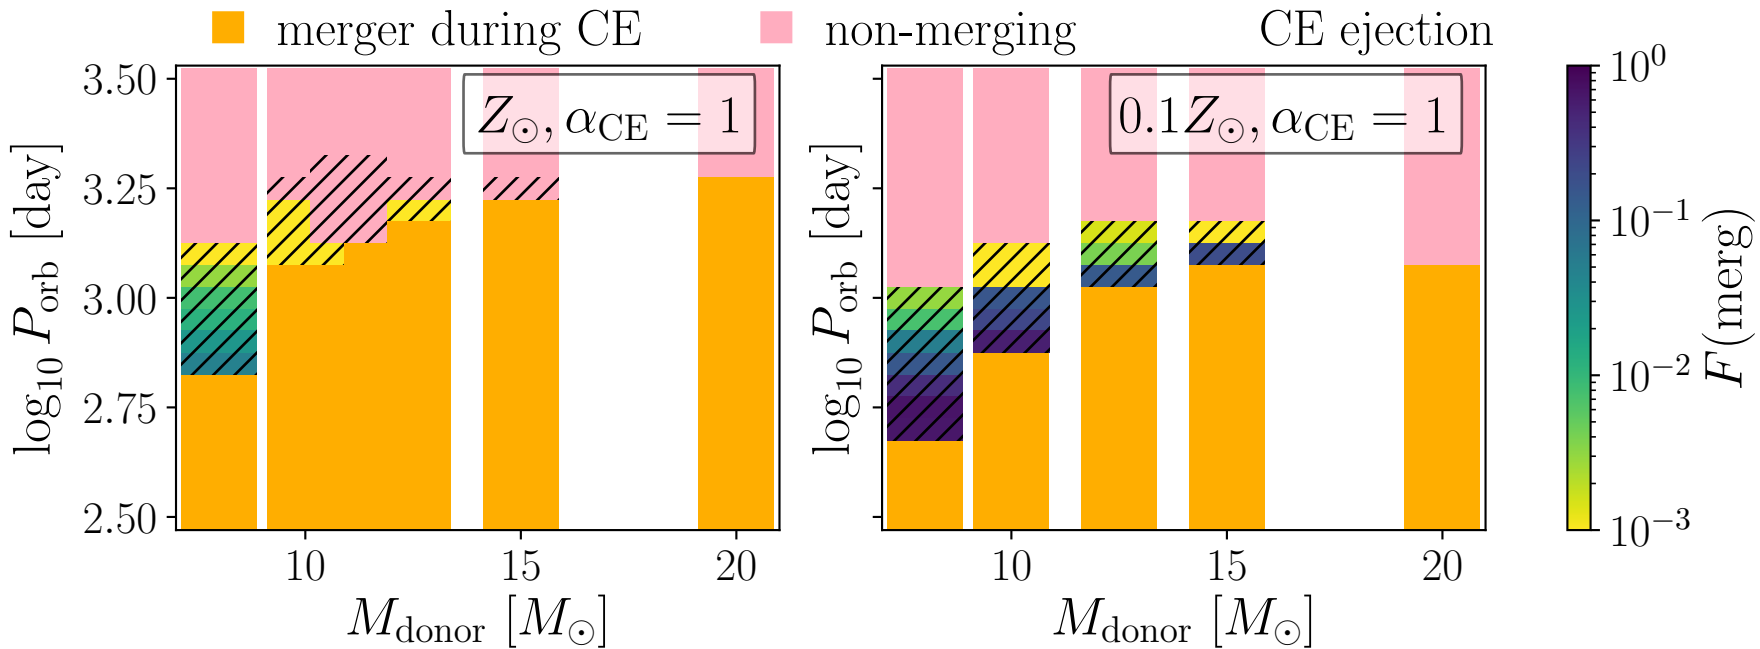 merger during CE non-merging CE ejection
Z☉, αCE = 1
0.1Z☉, αCE = 1
3.50
3.25
3.00
2.75
2.50
log10 Porb [day]
10 15 20
Mdonor [M☉]
log10 Porb [day]
10 15 20
Mdonor [M☉]
10^0
10^-1
10^-2
10^-3
F(merg)